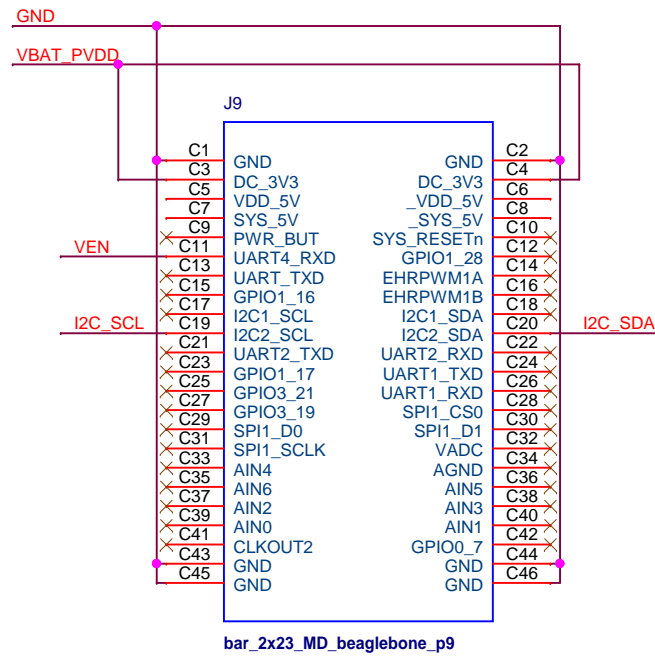 GND
VBAT_PVDD
J9
C1 GND GND C2
C3 DC_3V3 DC_3V3 C4
C5 VDD_5V _VDD_5V C6
C7 SYS_5V _SYS_5V C8
C9 PWR_BUT SYS_RESETn C10
VEN C11 UART4_RXD GPIO1_28 C12
C13 UART_TXD EHRPWM1A C14
C15 GPIO1_16 EHRPWM1B C16
C17 I2C1_SCL I2C1_SDA C18
I2C_SCL C19 I2C2_SCL I2C2_SDA C20 I2C_SDA
C21 UART2_TXD UART2_RXD C22
C23 GPIO1_17 UART1_TXD C24
C25 GPIO3_21 UART1_RXD C26
C27 GPIO3_19 SPI1_CS0 C28
C29 SPI1_D0 SPI1_D1 C30
C31 SPI1_SCLK VADC C32
C33 AIN4 AGND C34
C35 AIN6 AIN5 C36
C37 AIN2 AIN3 C38
C39 AIN0 AIN1 C40
C41 CLKOUT2 GPIO0_7 C42
C43 GND GND C44
C45 GND GND C46
bar_2x23_MD_beaglebone_p9